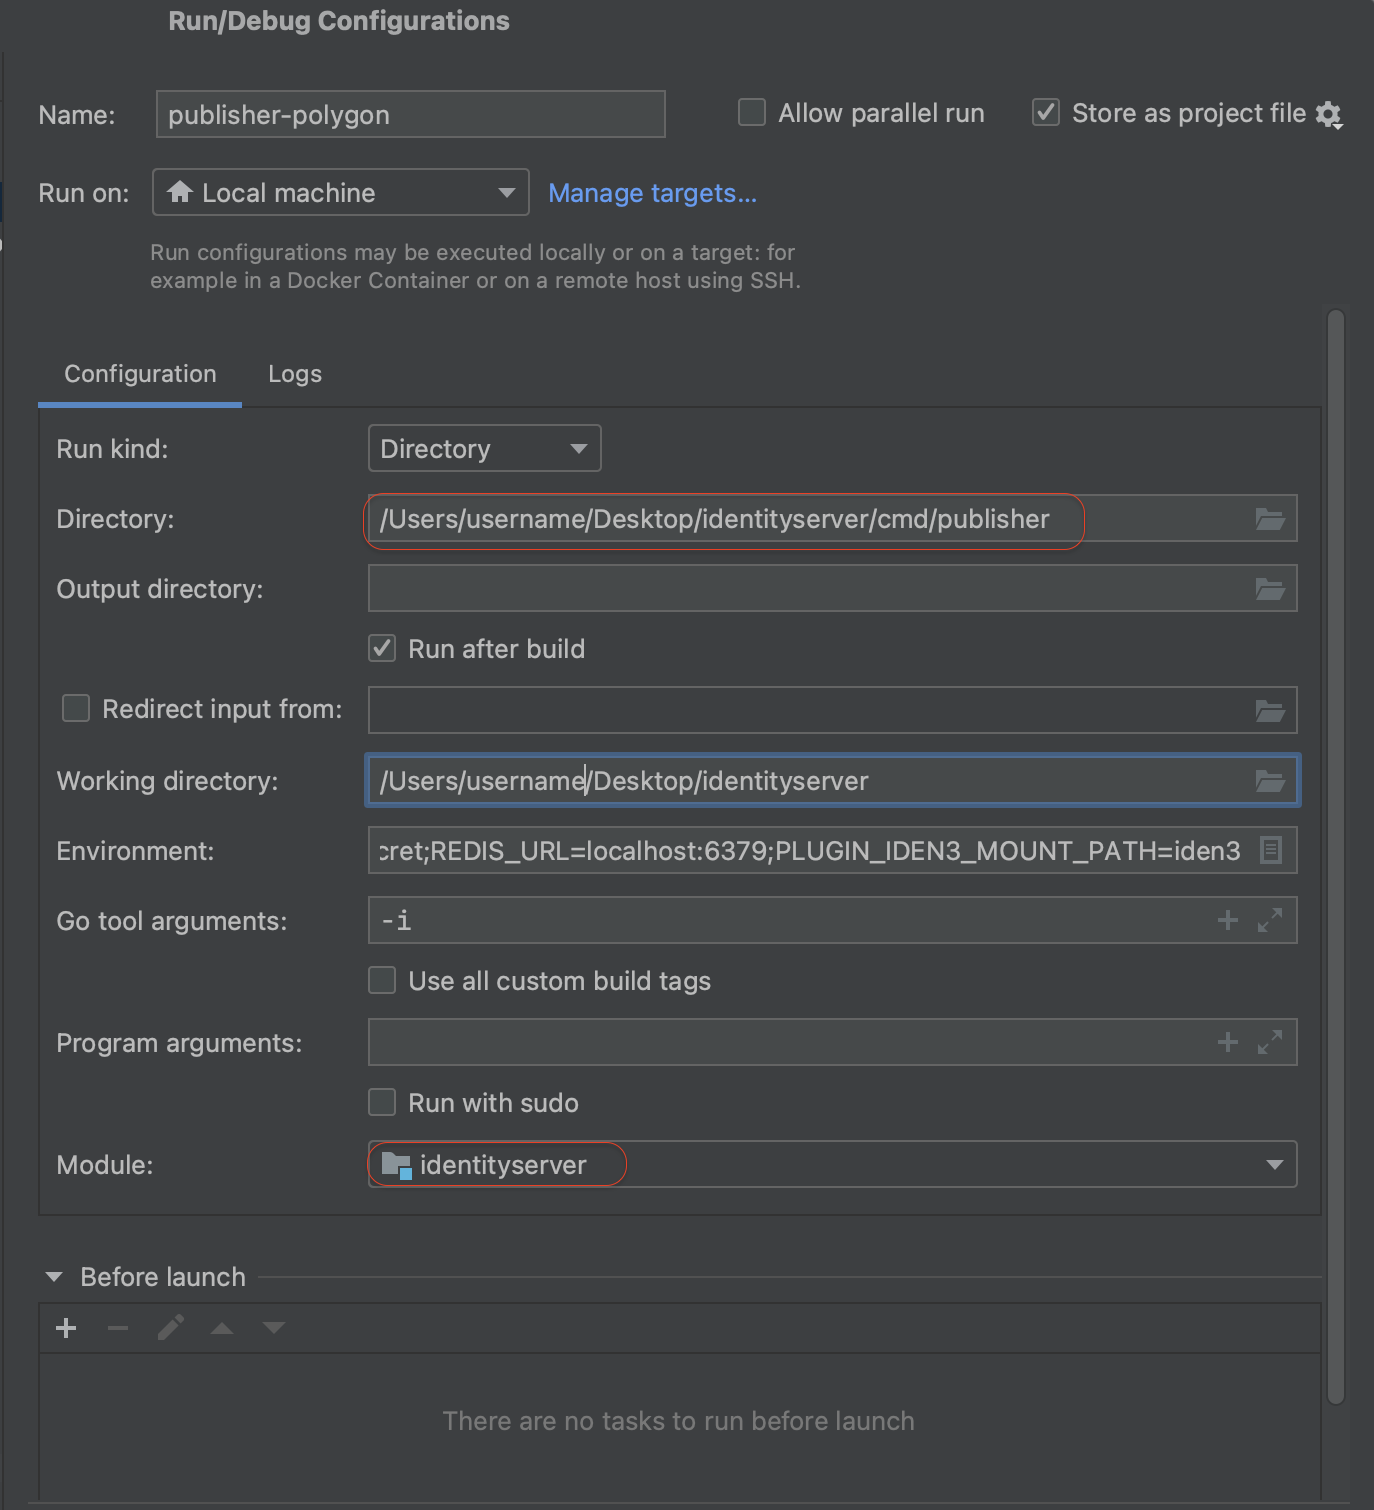 Run/Debug Configurations
Name: publisher-polygon Allow parallel run Store as project file
Run on: Local machine Manage targets...
Run configurations may be executed locally or on a target: for
example in a Docker Container or on a remote host using SSH.
Configuration Logs
Run kind: Directory
Directory: /Users/username/Desktop/identityserver/cmd/publisher
Output directory:
Run after build
Redirect input from:
Working directory: /Users/username/Desktop/identityserver
Environment: cret;REDIS_URL=localhost:6379;PLUGIN_IDEN3_MOUNT_PATH=iden3
Go tool arguments: -i
Use all custom build tags
Program arguments:
Run with sudo
Module: identityserver
Before launch
There are no tasks to run before launch